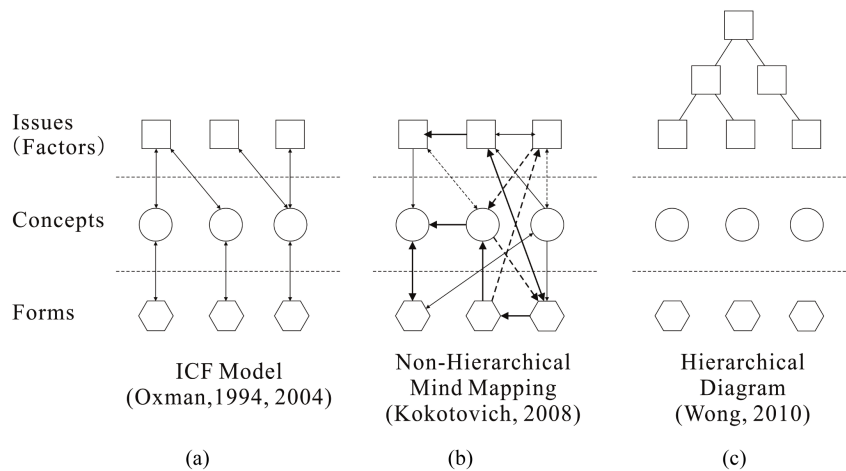 Issues
(Factors)
Concepts
Forms
ICF Model
(Oxman,1994, 2004)
Non-Hierarchical
Mind Mapping
(Kokotovich, 2008)
Hierarchical
Diagram
(Wong, 2010)
(a)
(b)
(c)